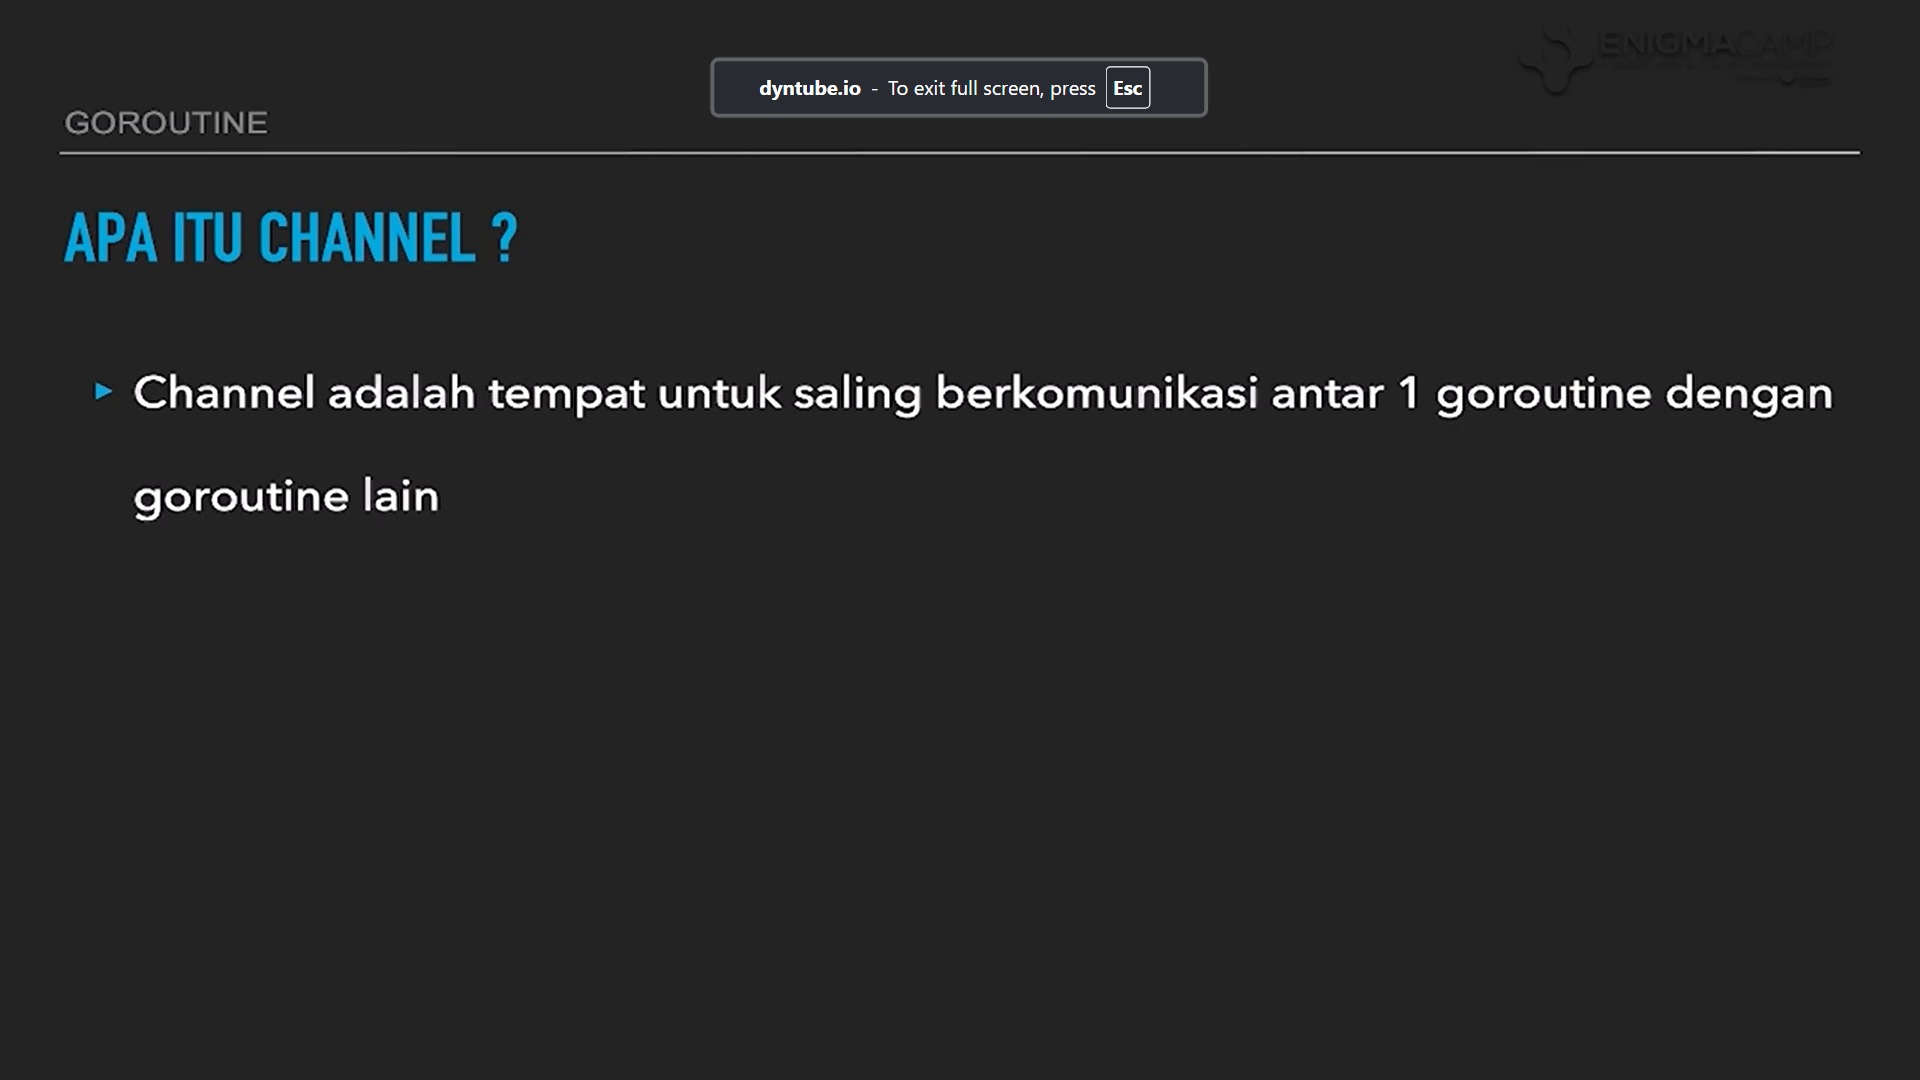 ENIGMACAMP
dyntube.io - To exit full screen, press Esc
GOROUTINE
APA ITU CHANNEL ?
▸ Channel adalah tempat untuk saling berkomunikasi antar 1 goroutine dengan
goroutine lain